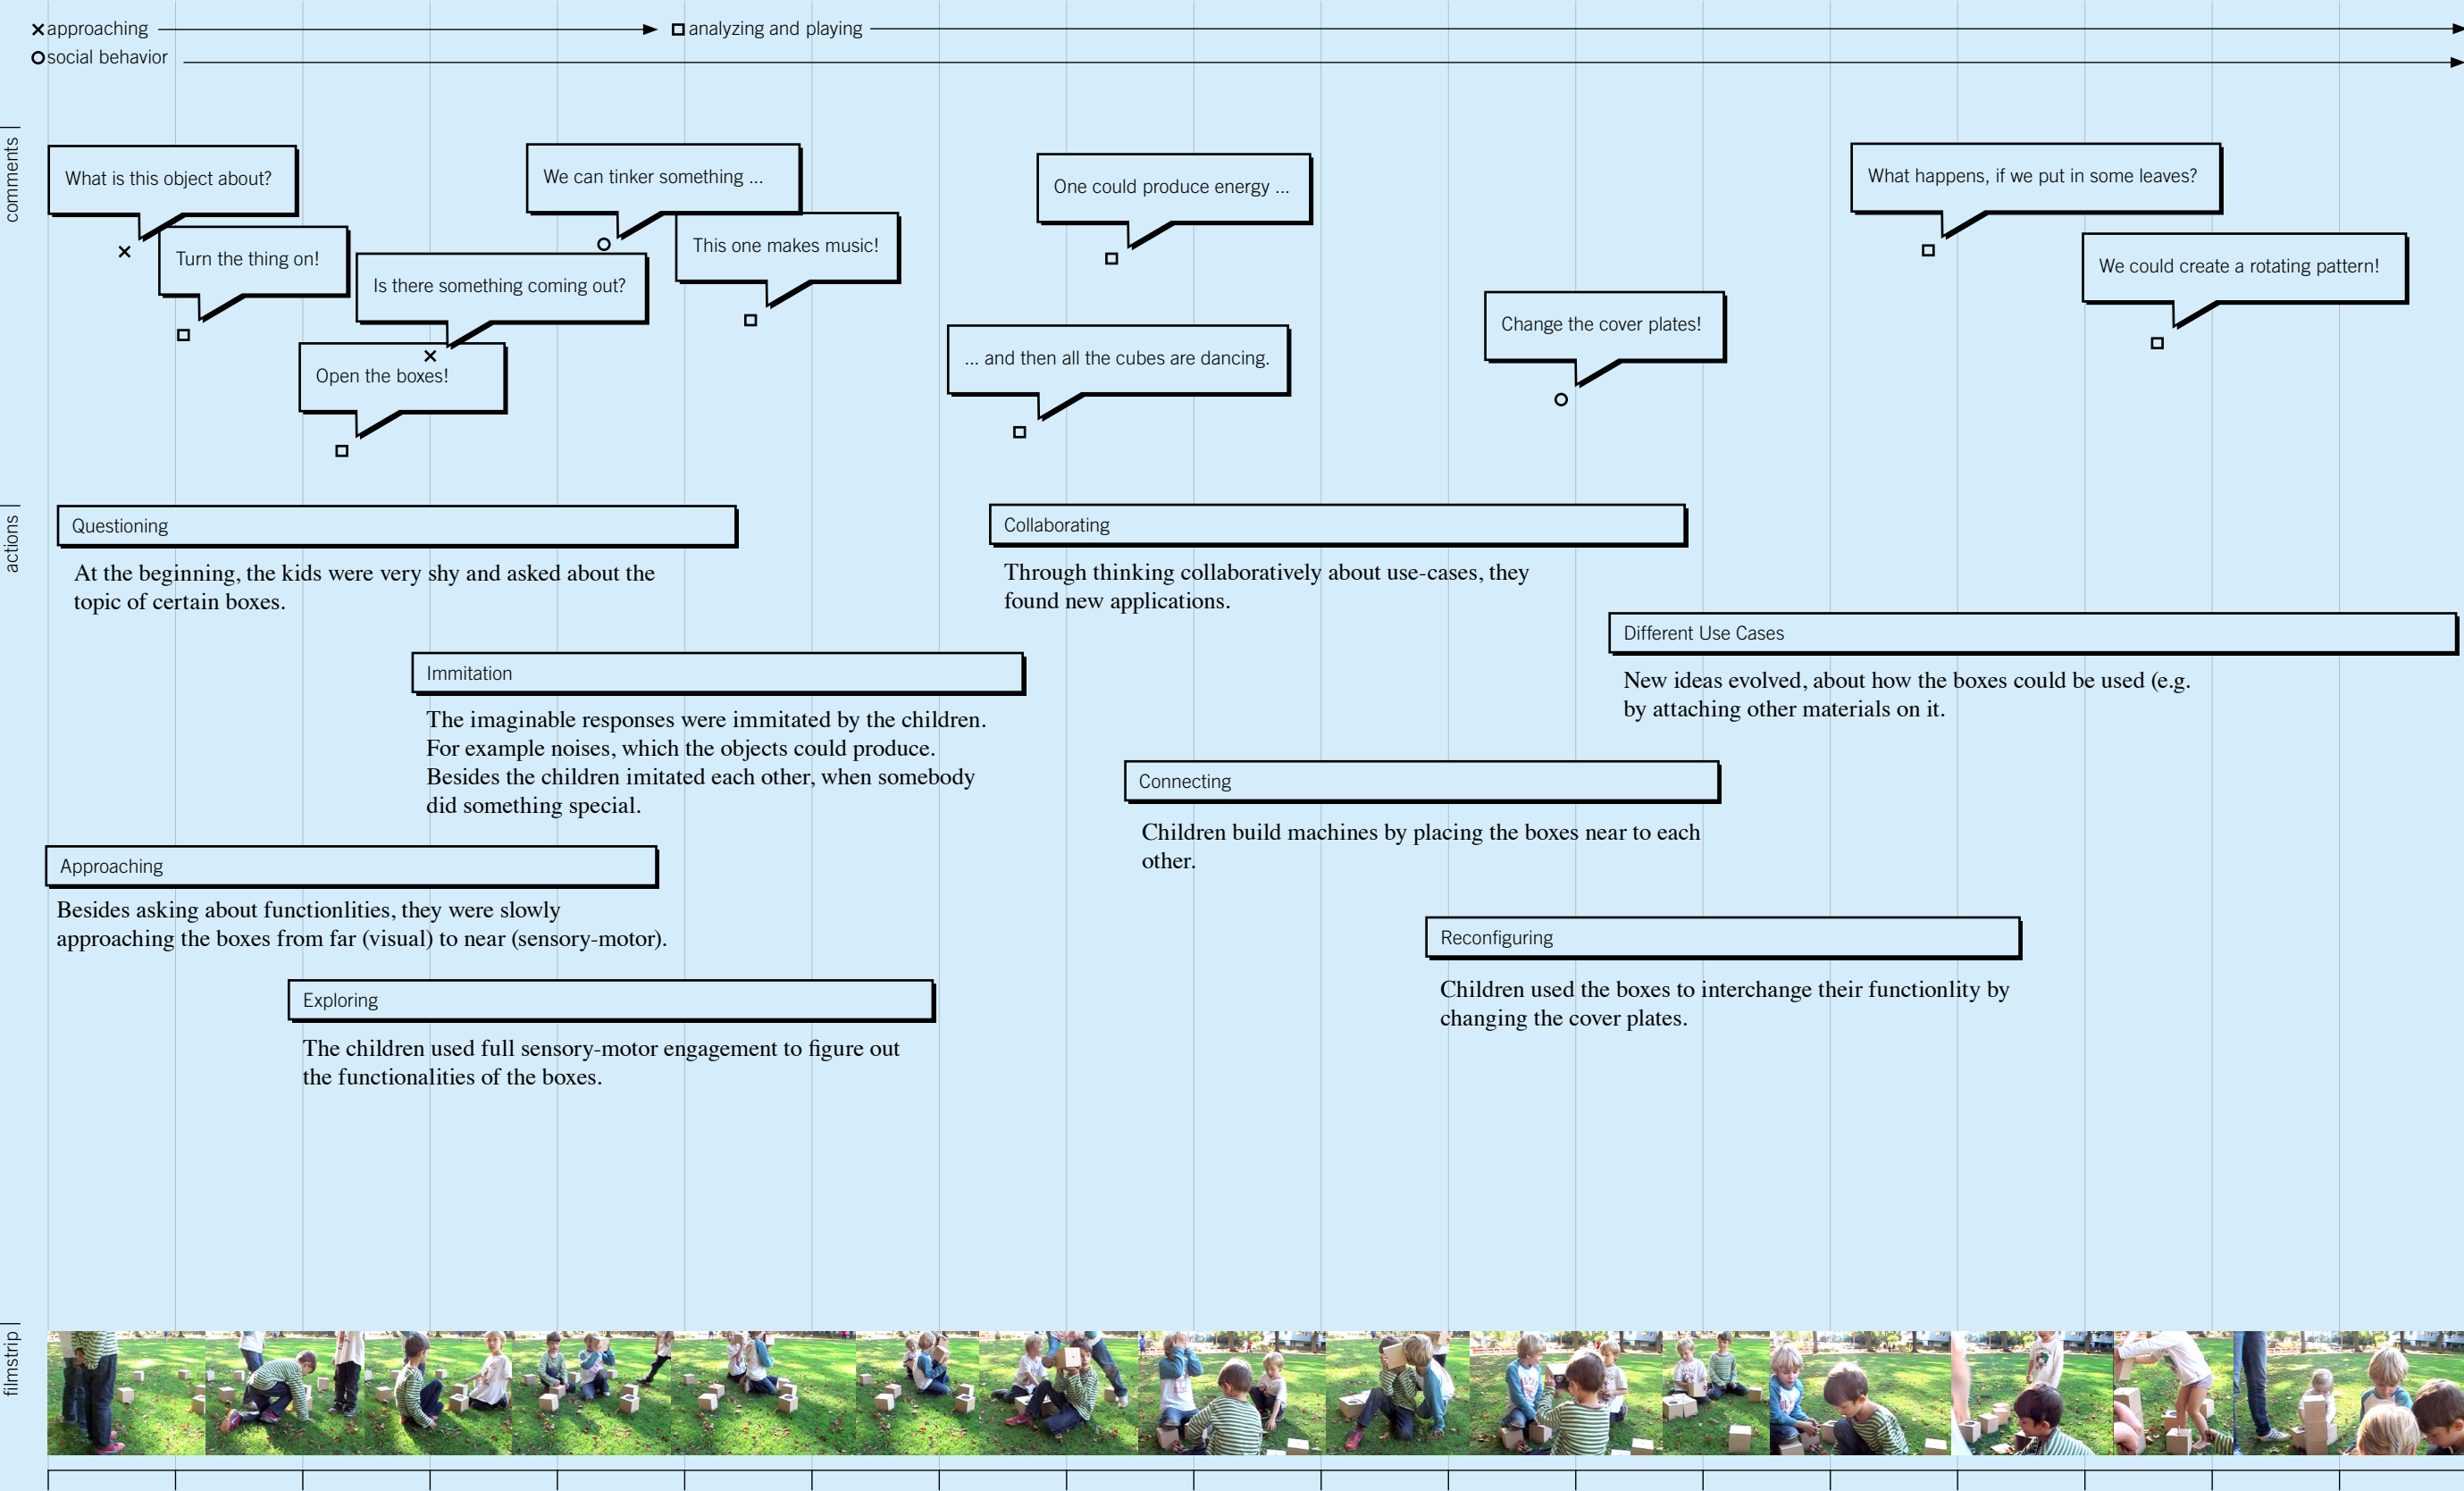 approaching
analyzing and playing
social behavior
comments
What is this object about?
We can tinker something ...
One could produce energy ...
What happens, if we put in some leaves?
Turn the thing on!
This one makes music!
We could create a rotating pattern!
Is there something coming out?
Change the cover plates!
Open the boxes!
... and then all the cubes are dancing.
actions
Questioning
At the beginning, the kids were very shy and asked about the
topic of certain boxes.
Collaborating
Through thinking collaboratively about use-cases, they
found new applications.
Different Use Cases
New ideas evolved, about how the boxes could be used (e.g.
by attaching other materials on it.
Immitation
The imaginable responses were immitated by the children.
For example noises, which the objects could produce.
Besides the children imitated each other, when somebody
did something special.
Connecting
Children build machines by placing the boxes near to each
other.
Approaching
Besides asking about functionlities, they were slowly
approaching the boxes from far (visual) to near (sensory-motor).
Reconfiguring
Children used the boxes to interchange their functionlity by
changing the cover plates.
Exploring
The children used full sensory-motor engagement to figure out
the functionalities of the boxes.
filmstrip